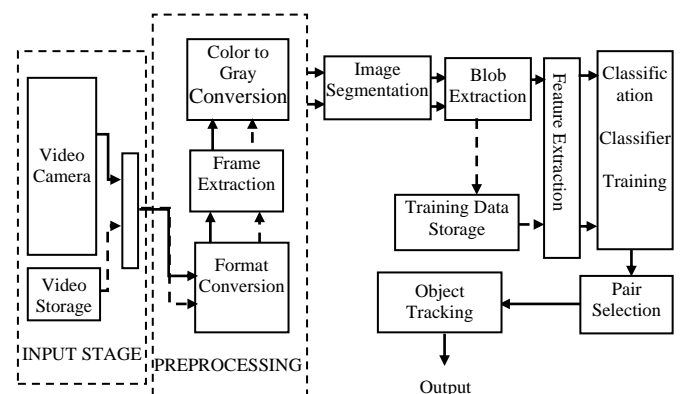 Video
Camera
Video
Storage
INPUT STAGE
Color to
Gray
Conversion
Frame
Extraction
Format
Conversion
PREPROCESSING
Image
Segmentation
Blob
Extraction
Training Data
Storage
Feature Extraction
Classific
ation
Classifier
Training
Pair
Selection
Object
Tracking
Output